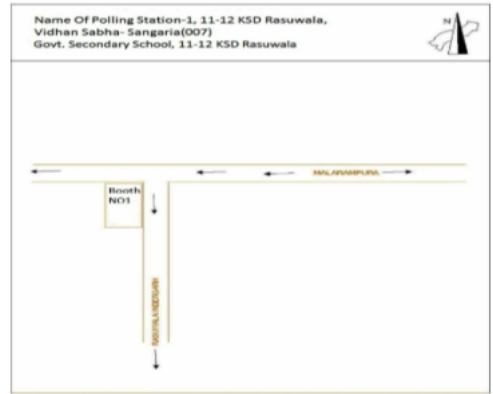 Name Of Polling Station-1, 11-12 KSD Rasuwala,
Vidhan Sabha- Sangaria(007)
Govt. Secondary School, 11-12 KSD Rasuwala
N
MALARAMPURA
Booth
NO1